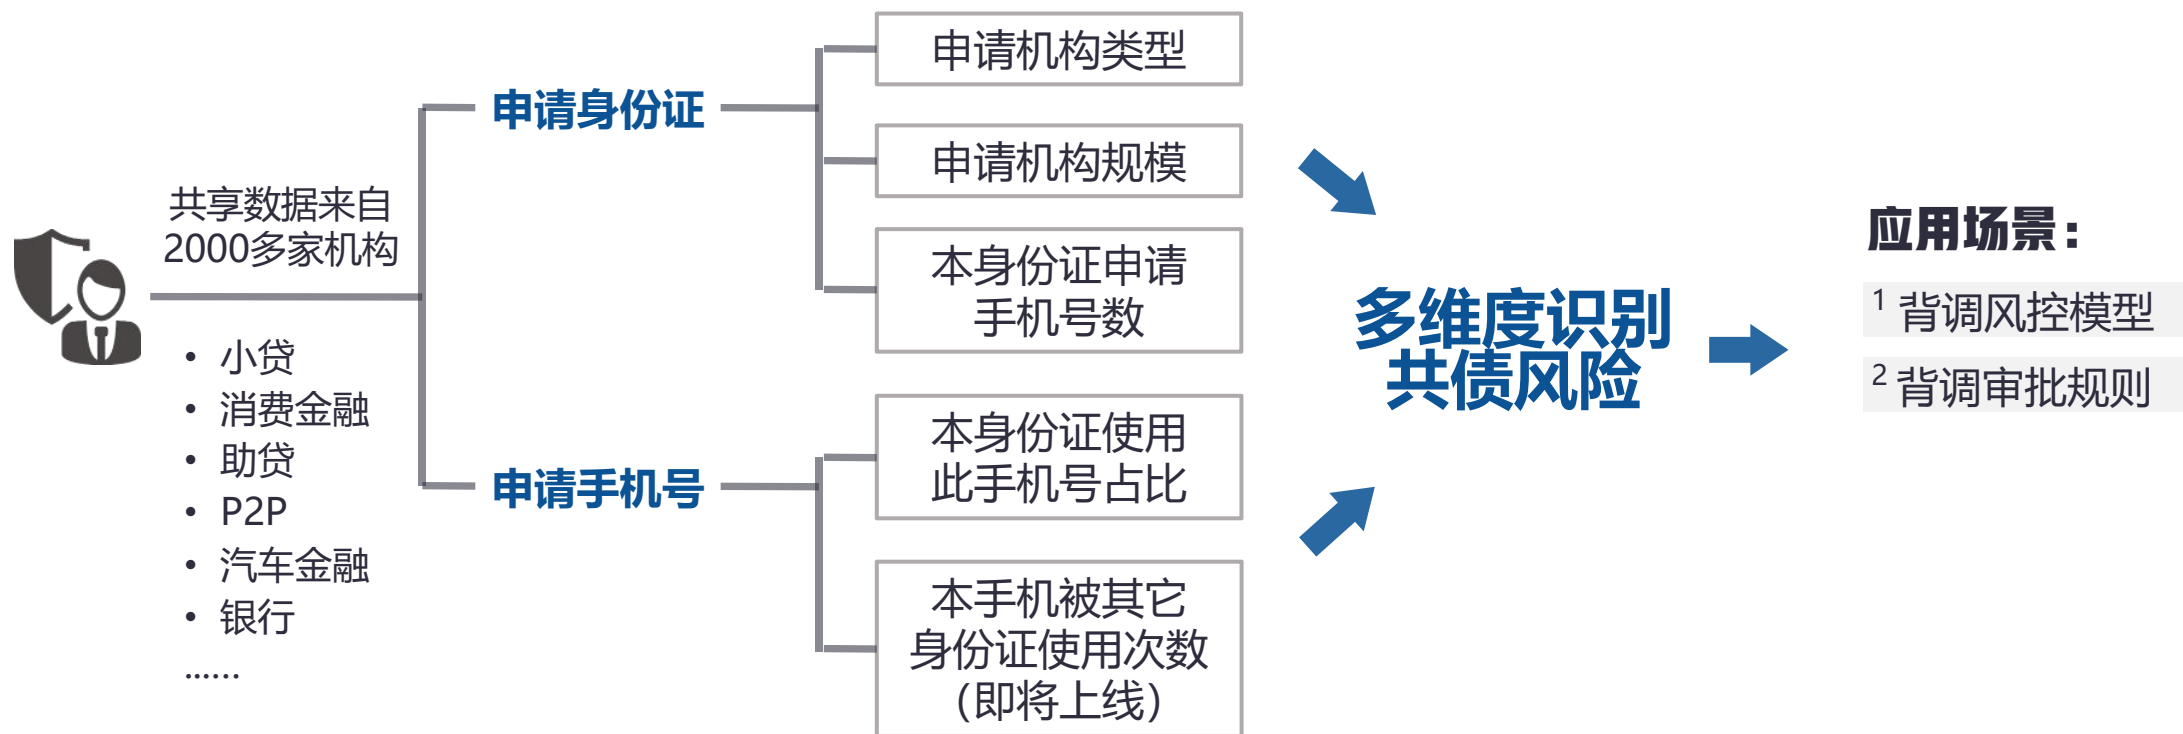 共享数据来自
2000多家机构
• 小贷
• 消费金融
• 助贷
• P2P
• 汽车金融
• 银行
......
申请身份证
申请机构类型
申请机构规模
本身份证申请
手机号数
申请手机号
本身份证使用
此手机号占比
本手机被其它
身份证使用次数
（即将上线）
多维度识别
共债风险
应用场景：
1 背调风控模型
2 背调审批规则